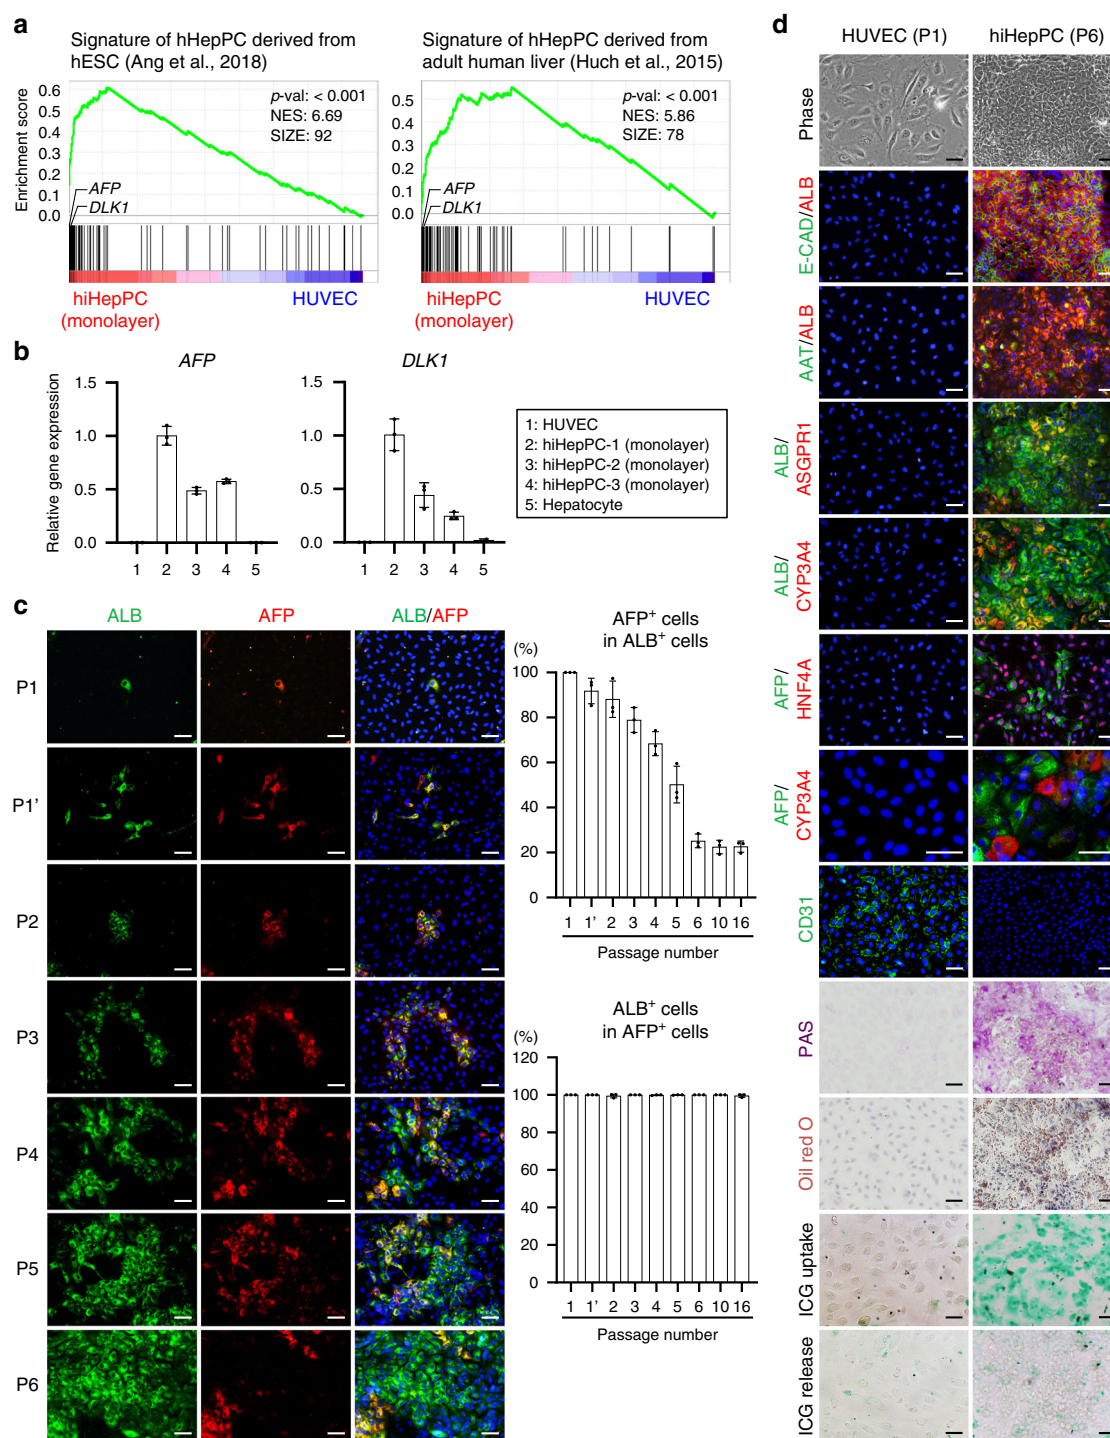 a
Signature of hHepPC derived from
hESC (Ang et al., 2018)
Enrichment score
0.6
0.5
0.4
0.3
0.2
0.1
0.0
p-val: < 0.001
NES: 6.69
SIZE: 92
AFP
DLK1
hiHepPC
(monolayer)
HUVEC
Signature of hHepPC derived from
adult human liver (Huch et al., 2015)
0.5
0.4
0.3
0.2
0.1
0.0
p-val: < 0.001
NES: 5.86
SIZE: 78
AFP
DLK1
hiHepPC
(monolayer)
HUVEC
b
AFP
Relative gene expression
1.5
1.0
0.5
0.0
1 2 3 4 5
DLK1
1.5
1.0
0.5
0.0
1 2 3 4 5
1: HUVEC
2: hiHepPC-1 (monolayer)
3: hiHepPC-2 (monolayer)
4: hiHepPC-3 (monolayer)
5: Hepatocyte
c
ALB AFP ALB/AFP
P1
P1'
P2
P3
P4
P5
P6
AFP+ cells
in ALB+ cells
(%)
100
80
60
40
20
0
1 1' 2 3 4 5 6 10 16
Passage number
ALB+ cells
in AFP+ cells
(%)
120
100
80
60
40
20
0
1 1' 2 3 4 5 6 10 16
Passage number
d
HUVEC (P1) hiHepPC (P6)
Phase
E-CAD/ALB
AAT/ALB
ALB/
ASGPR1
ALB/
CYP3A4
AFP/
HNF4A
AFP/
CYP3A4
CD31
PAS
Oil red O
ICG uptake
ICG release